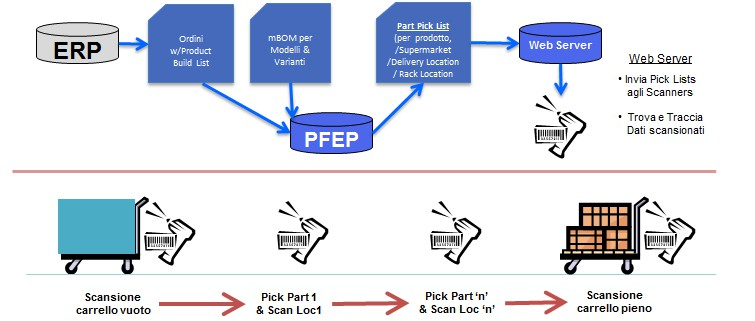 ERP
Ordini
w/Product
Build List
mBOM per
Modelli &
Varianti
PFEP
Part Pick List
(per prodotto,
/Supermarket
/Delivery Location
/ Rack Location
Web Server
Web Server
• Invia Pick Lists
agli Scanners
• Trova e Traccia
Dati scansionati
Scansione
carrello vuoto
Pick Part 1
& Scan Loc1
Pick Part ‘n’
& Scan Loc ‘n’
Scansione
carrello pieno